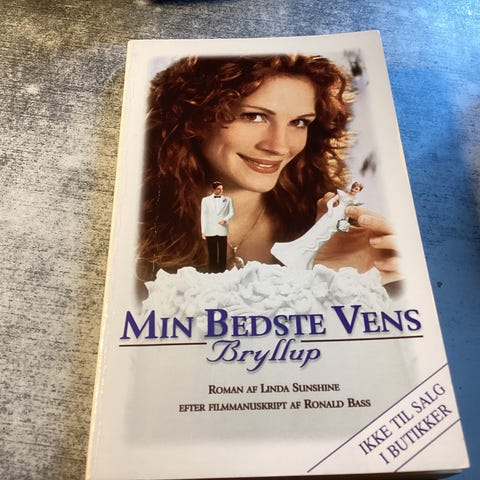 MIN BEDSTE VENS
Bryllup
ROMAN AF LINDA SUNSHINE
EFTER FILMMANUSKRIPT AF RONALD BASS
IKKE TIL SALG
I BUTIKKER